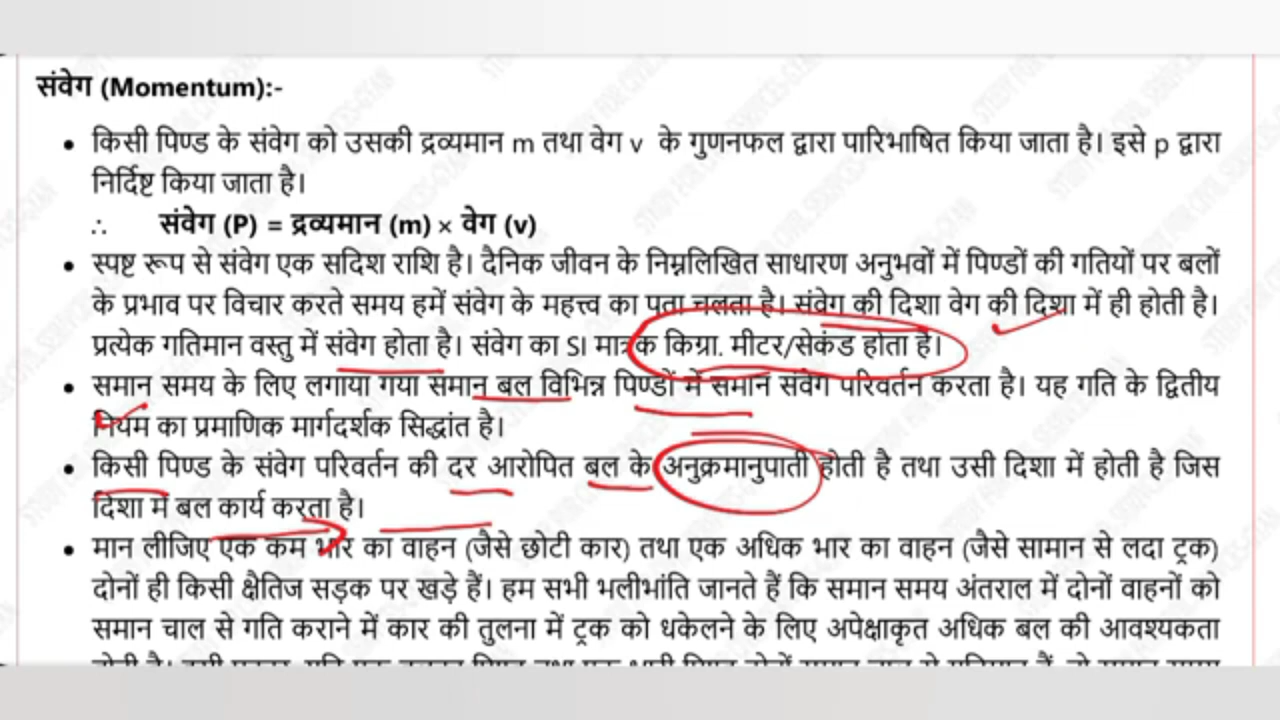 संवेग (Momentum):-
• किसी पिण्ड के संवेग को उसकी द्रव्यमान m तथा वेग v के गुणनफल द्वारा पारिभाषित किया जाता है। इसे p द्वारा
निर्दिष्ट किया जाता है।
∴ संवेग (P) = द्रव्यमान (m) × वेग (v)
• स्पष्ट रूप से संवेग एक सदिश राशि है। दैनिक जीवन के निम्नलिखित साधारण अनुभवों में पिण्डों की गतियों पर बलों
के प्रभाव पर विचार करते समय हमें संवेग के महत्त्व का पता चलता है। संवेग की दिशा वेग की दिशा में ही होती है।
प्रत्येक गतिमान वस्तु में संवेग होता है। संवेग का SI मात्रक किग्रा. मीटर/सेकंड होता है।
• समान समय के लिए लगाया गया समान बल विभिन्न पिण्डों में समान संवेग परिवर्तन करता है। यह गति के द्वितीय
नियम का प्रमाणिक मार्गदर्शक सिद्धांत है।
• किसी पिण्ड के संवेग परिवर्तन की दर आरोपित बल के अनुक्रमानुपाती होती है तथा उसी दिशा में होती है जिस
दिशा में बल कार्य करता है।
• मान लीजिए एक कम भार का वाहन (जैसे छोटी कार) तथा एक अधिक भार का वाहन (जैसे सामान से लदा ट्रक)
दोनों ही किसी क्षैतिज सड़क पर खड़े हैं। हम सभी भलीभांति जानते हैं कि समान समय अंतराल में दोनों वाहनों को
समान चाल से गति कराने में कार की तुलना में ट्रक को धकेलने के लिए अपेक्षाकृत अधिक बल की आवश्यकता